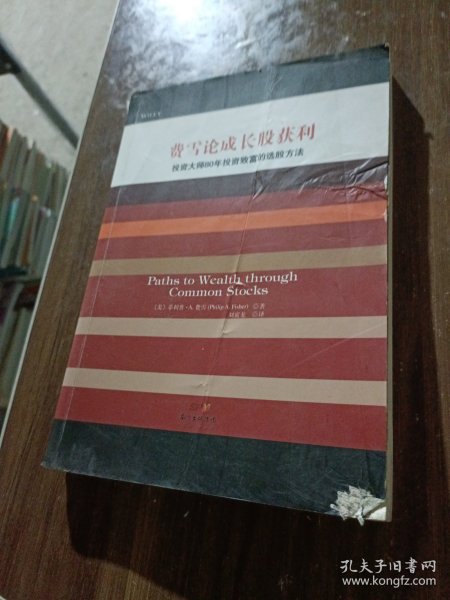 WILEY
费雪论成长股获利
投资大师80年投资致富的选股方法
Paths to Wealth through
Common Stocks
〔美〕菲利普·A.费雪(Philip A. Fisher) ◎著
◎译
孔夫子旧书网
www.kongfz.com